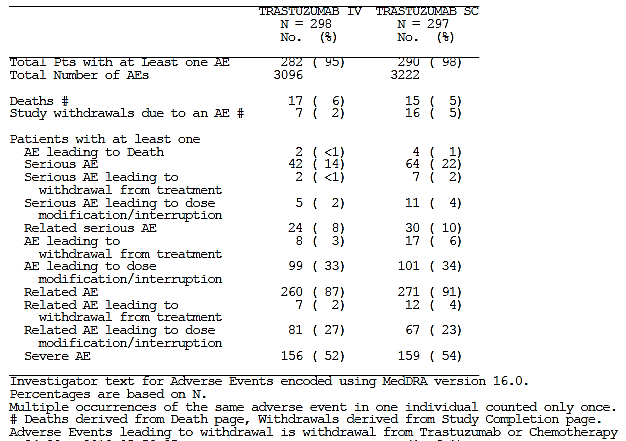 TRASTUZUMAB IV TRASTUZUMAB SC
N = 298 N = 297
No. (%) No. (%)
Total Pts with at Least one AE 282 ( 95) 290 ( 98)
Total Number of AEs 3096 3222
Deaths # 17 ( 6) 15 ( 5)
Study withdrawals due to an AE # 7 ( 2) 16 ( 5)
Patients with at least one
AE leading to Death 2 ( <1) 4 ( 1)
Serious AE 42 ( 14) 64 ( 22)
Serious AE leading to 2 ( <1) 7 ( 2)
withdrawal from treatment
Serious AE leading to dose 5 ( 2) 11 ( 4)
modification/interruption
Related serious AE 24 ( 8) 30 ( 10)
AE leading to 8 ( 3) 17 ( 6)
withdrawal from treatment
AE leading to dose 99 ( 33) 101 ( 34)
modification/interruption
Related AE 260 ( 87) 271 ( 91)
Related AE leading to 7 ( 2) 12 ( 4)
withdrawal from treatment
Related AE leading to dose 81 ( 27) 67 ( 23)
modification/interruption
Severe AE 156 ( 52) 159 ( 54)
Investigator text for Adverse Events encoded using MedDRA version 16.0.
Percentages are based on N.
Multiple occurrences of the same adverse event in one individual counted only once.
# Deaths derived from Death page, Withdrawals derived from Study Completion page.
Adverse Events leading to withdrawal is withdrawal from Trastuzumab or Chemotherapy